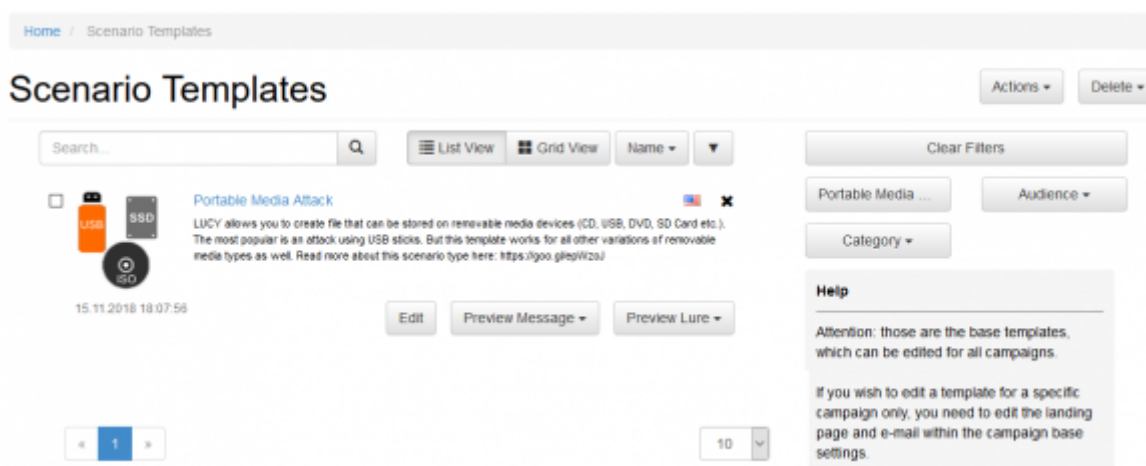 Home / Scenario Templates
Scenario Templates
Actions
Delete
Search...
List View
Grid View
Name
Clear Filters
Portable Media ...
Audience
Category
USB
SSD
ISO
Portable Media Attack
LUCY allows you to create file that can be stored on removable media devices (CD, USB, DVD, SD Card etc.).
The most popular is an attack using USB sticks. But this template works for all other variations of removable
media types as well. Read more about this scenario type here:
15.11.2018 18:07:56
Edit
Preview Message
Preview Lure
Help
Attention: those are the base templates,
which can be edited for all campaigns.
If you wish to edit a template for a specific
campaign only, you need to edit the landing
page and e-mail within the campaign base
settings.
« 1 »
10